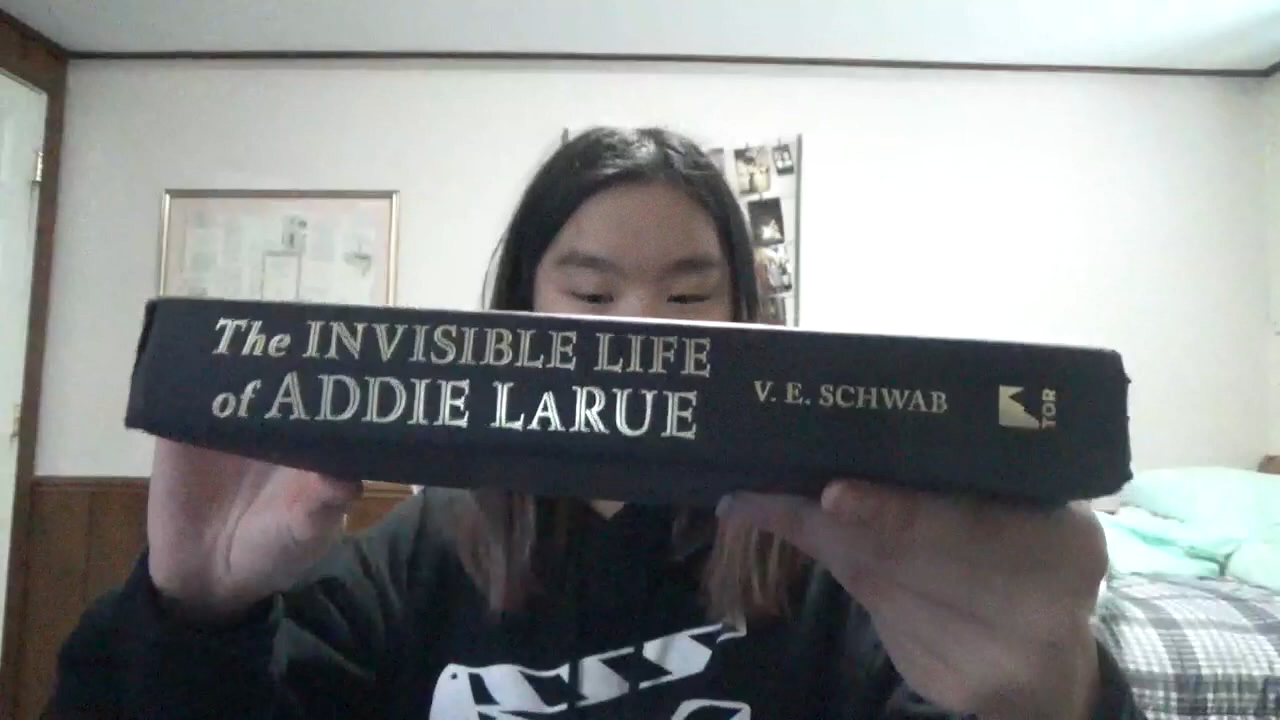 The INVISIBLE LIFE
of ADDIE LARUE
V. E. SCHWAB
TOR